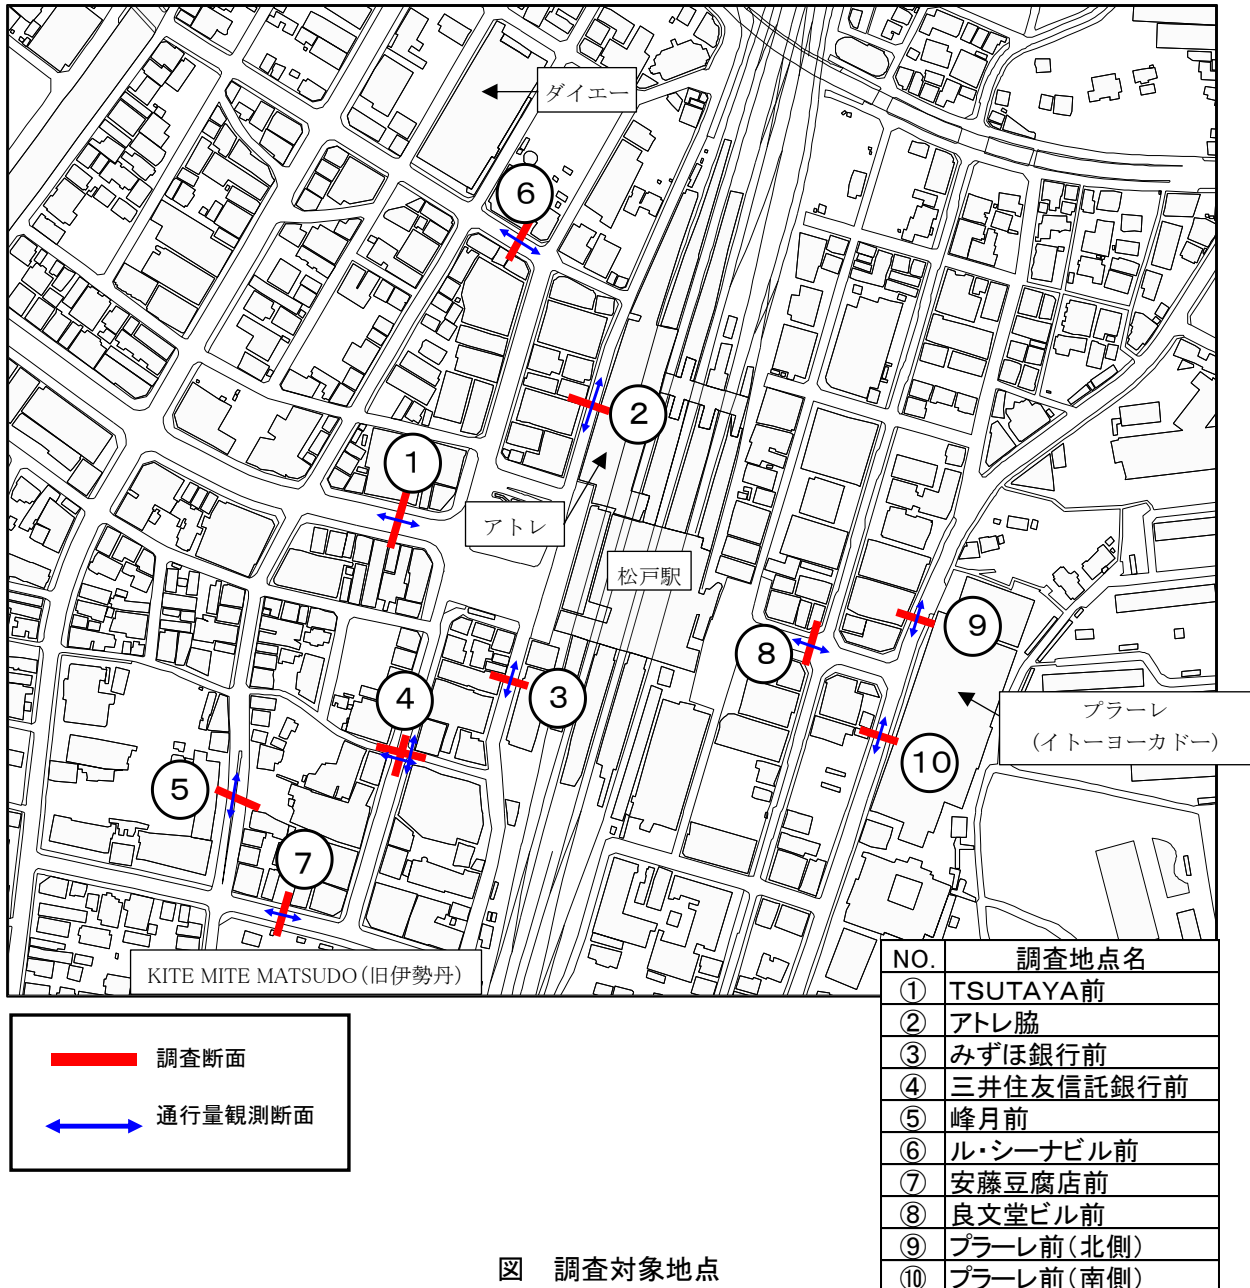 ダイエー
⑥
②
①
アトレ
松戸駅
⑨
⑧
③
④
プラーレ
(イトーヨーカドー)
⑩
⑤
⑦
KITE MITE MATSUDO(旧伊勢丹)
NO. 調査地点名
① TSUTAYA前
② アトレ脇
③ みずほ銀行前
④ 三井住友信託銀行前
⑤ 峰月前
⑥ ル・シーナビル前
⑦ 安藤豆腐店前
⑧ 良文堂ビル前
⑨ プラーレ前(北側)
⑩ プラーレ前(南側)
調査断面
通行量観測断面
図 調査対象地点